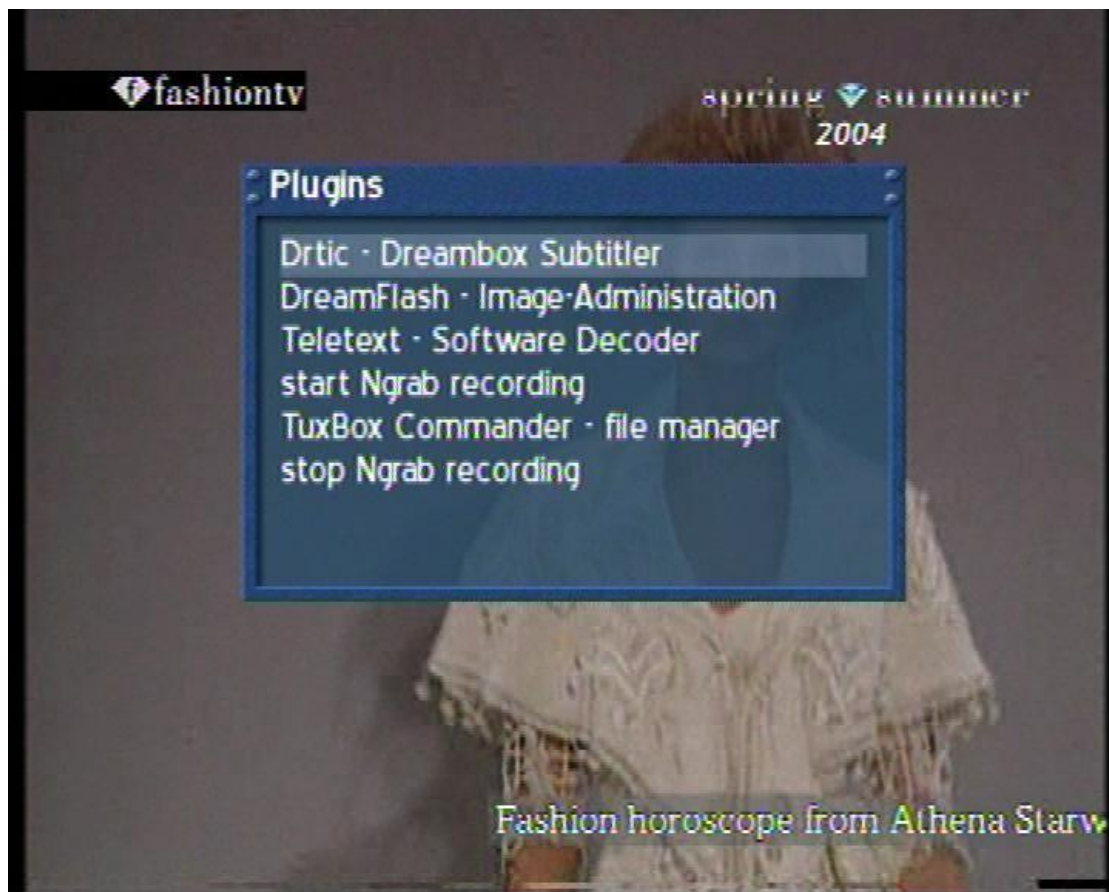 fashiontv
spring summer
2004
Plugins
Drtic - Dreambox Subtitler
DreamFlash - Image-Administration
Teletext - Software Decoder
start Ngrab recording
TuxBox Commander - file manager
stop Ngrab recording
Fashion horoscope from Athena